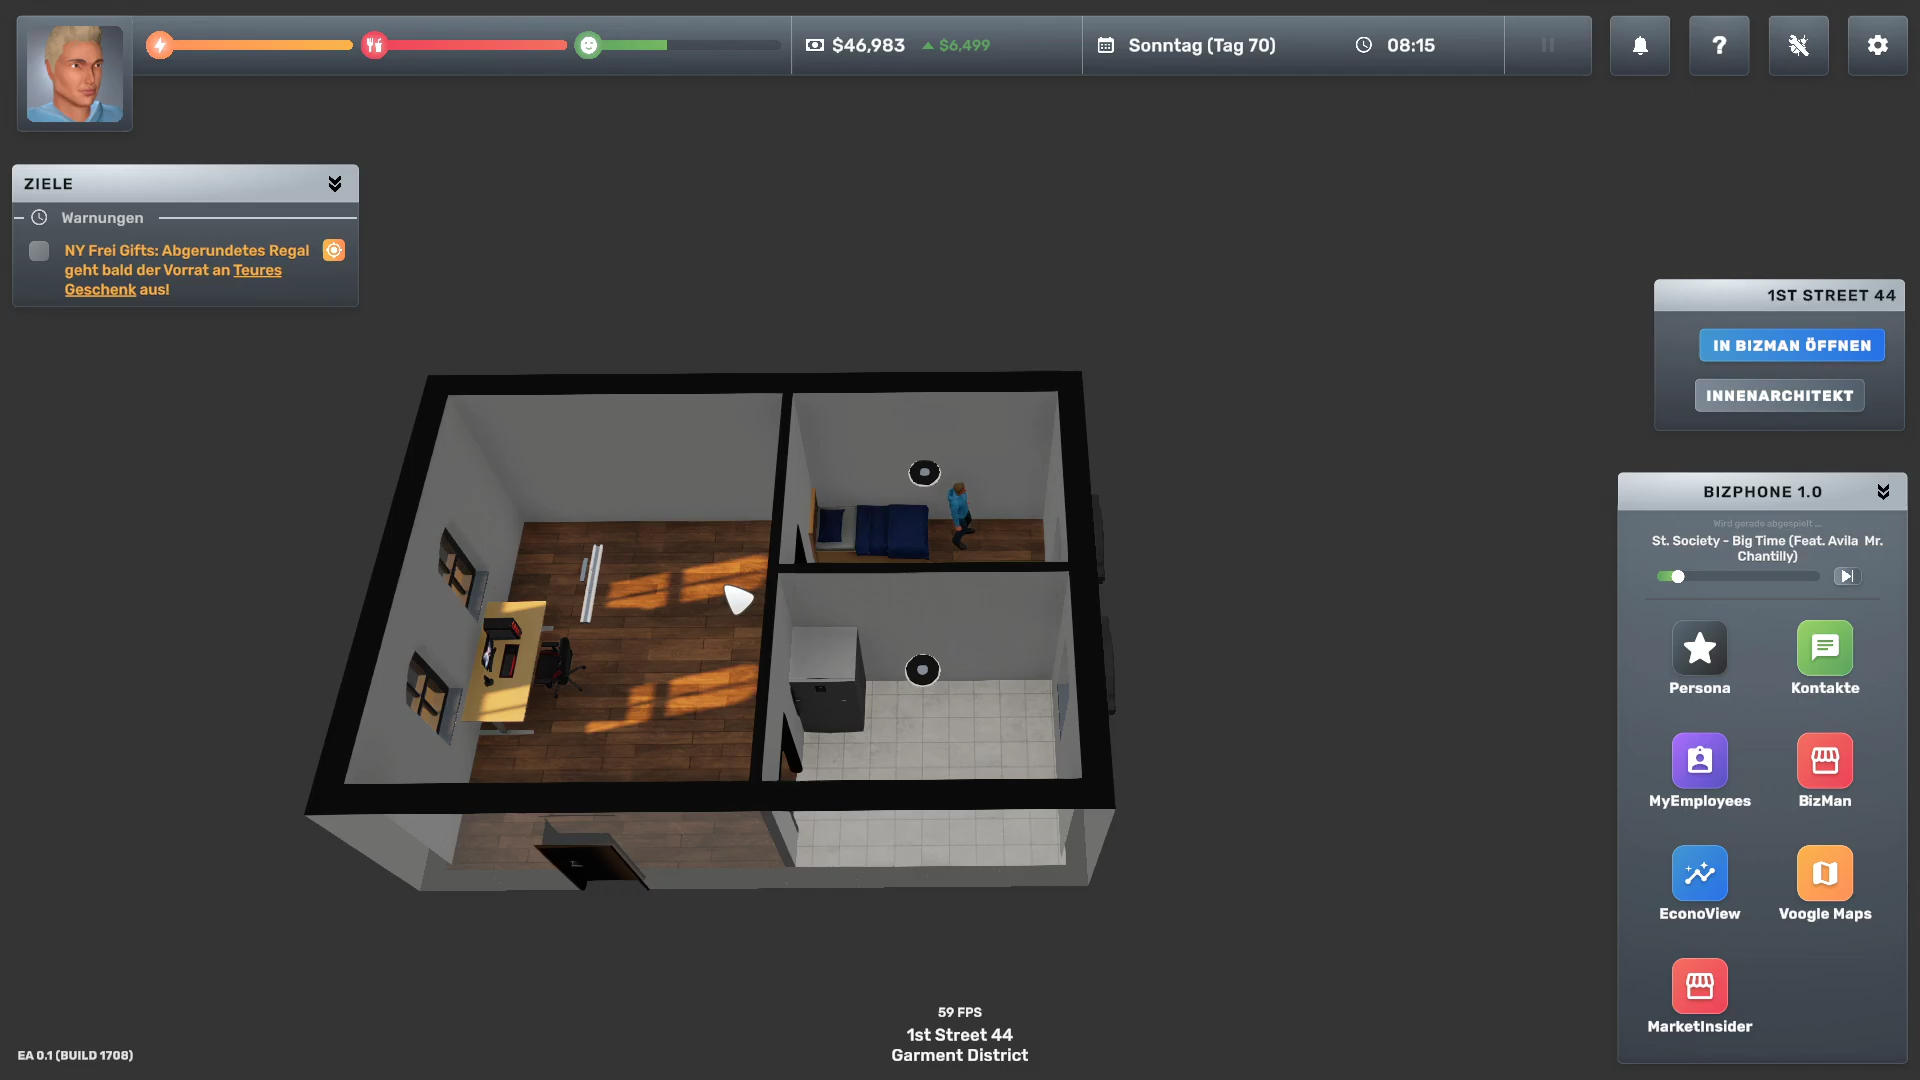 $46,983
$6,499
Sonntag (Tag 70)
08:15
?
ZIELE
Warnungen
NY Frei Gifts: Abgerundetes Regal
geht bald der Vorrat an Teures
Geschenk aus!
1ST STREET 44
IN BIZMAN ÖFFNEN
INNENARCHITEKT
BIZPHONE 1.0
Wird gerade abgespielt ...
St. Society - Big Time (Feat. Avila Mr.
Chantilly)
Persona
Kontakte
MyEmployees
BizMan
EconoView
Voogle Maps
MarketInsider
59 FPS
1st Street 44
Garment District
EA 0.1 (BUILD 1708)